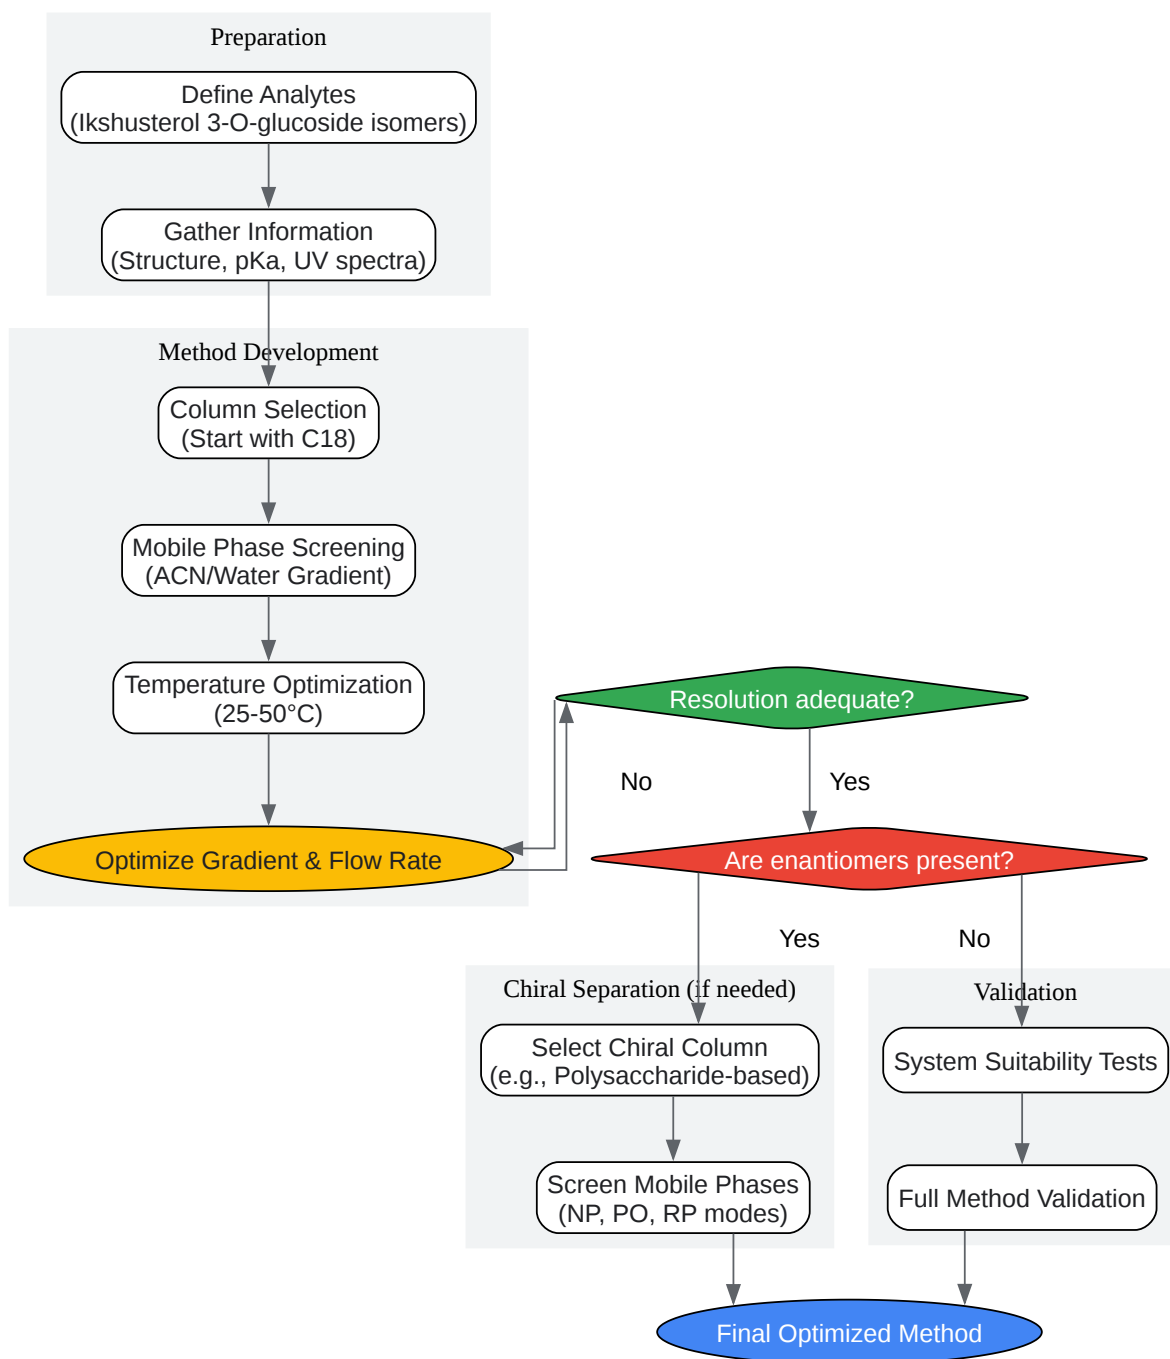 Preparation
Define Analytes
(Ikshusterol 3-O-glucoside isomers)
Gather Information
(Structure, pKa, UV spectra)
Method Development
Column Selection
(Start with C18)
Mobile Phase Screening
(ACN/Water Gradient)
Temperature Optimization
(25-50°C)
Optimize Gradient & Flow Rate
Resolution adequate?
No
Yes
Are enantiomers present?
Yes
No
Chiral Separation (if needed)
Select Chiral Column
(e.g., Polysaccharide-based)
Screen Mobile Phases
(NP, PO, RP modes)
Validation
System Suitability Tests
Full Method Validation
Final Optimized Method